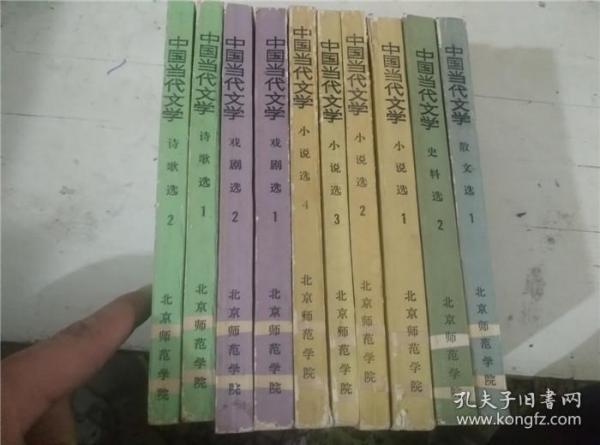 中国当代文学 诗歌选 2 北京师范学院
中国当代文学 诗歌选 1 北京师范学院
中国当代文学 戏剧选 2 北京师范学院
中国当代文学 戏剧选 1 北京师范学院
中国当代文学 小说选 4 北京师范学院
中国当代文学 小说选 3 北京师范学院
中国当代文学 小说选 2 北京师范学院
中国当代文学 小说选 1 北京师范学院
中国当代文学 史料选 2 北京师范学院
中国当代文学 散文选 1 北京师范学院
孔夫子旧书网
www.kongfz.com